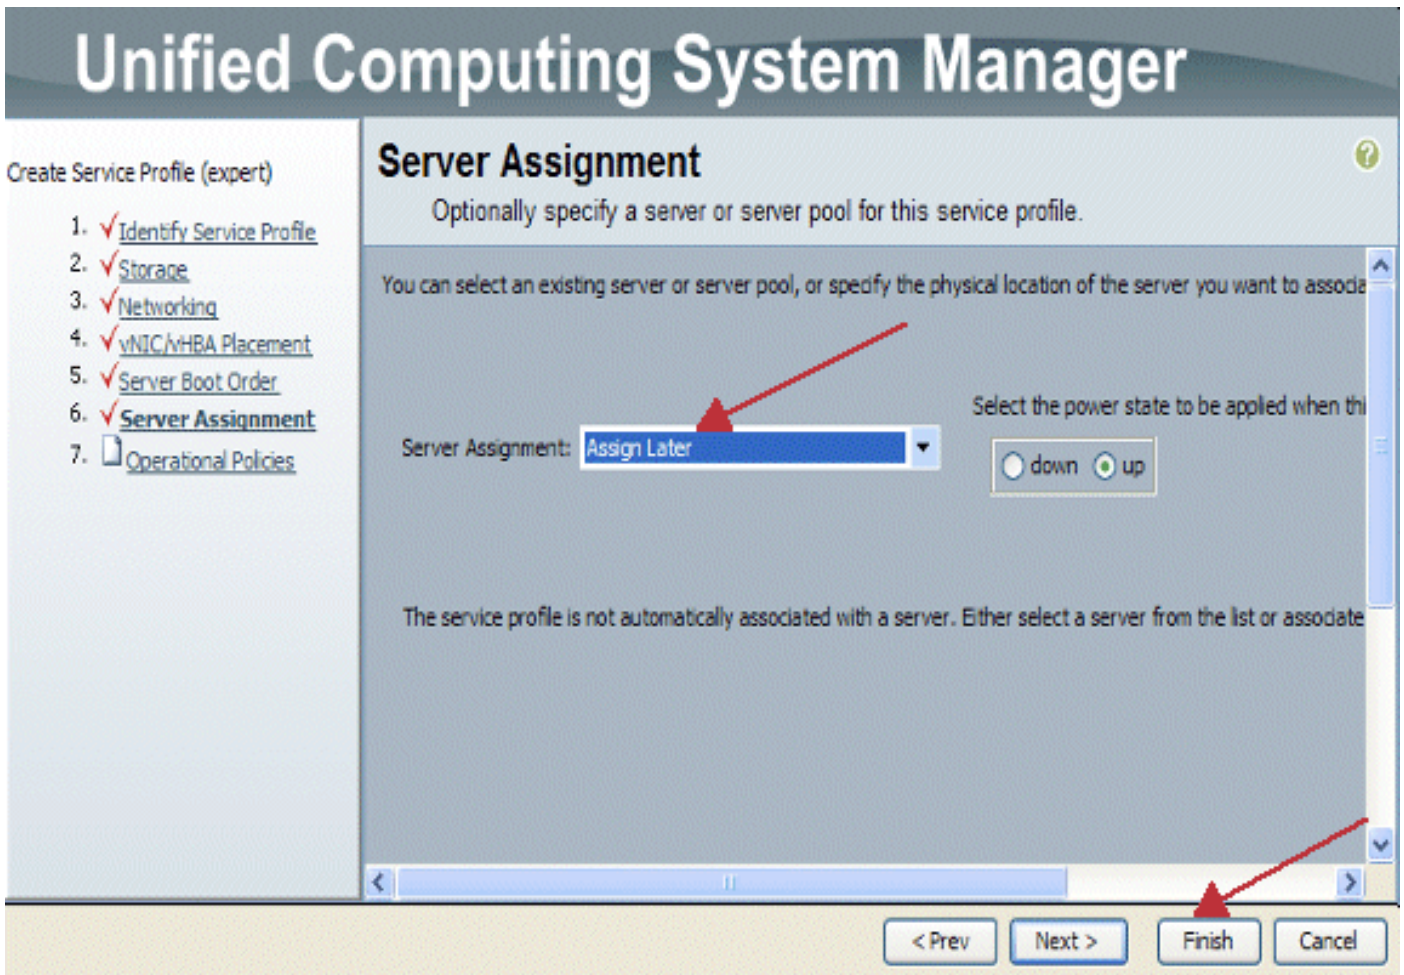 Unified Computing System Manager
Create Service Profile (expert)
1. Identify Service Profile
2. Storage
3. Networking
4. vNIC/vHBA Placement
5. Server Boot Order
6. Server Assignment
7. Operational Policies
Server Assignment
?
Optionally specify a server or server pool for this service profile.
You can select an existing server or server pool, or specify the physical location of the server you want to associa
Select the power state to be applied when thi
Server Assignment: Assign Later
down up
The service profile is not automatically associated with a server. Either select a server from the list or associate
< Prev Next > Finish Cancel